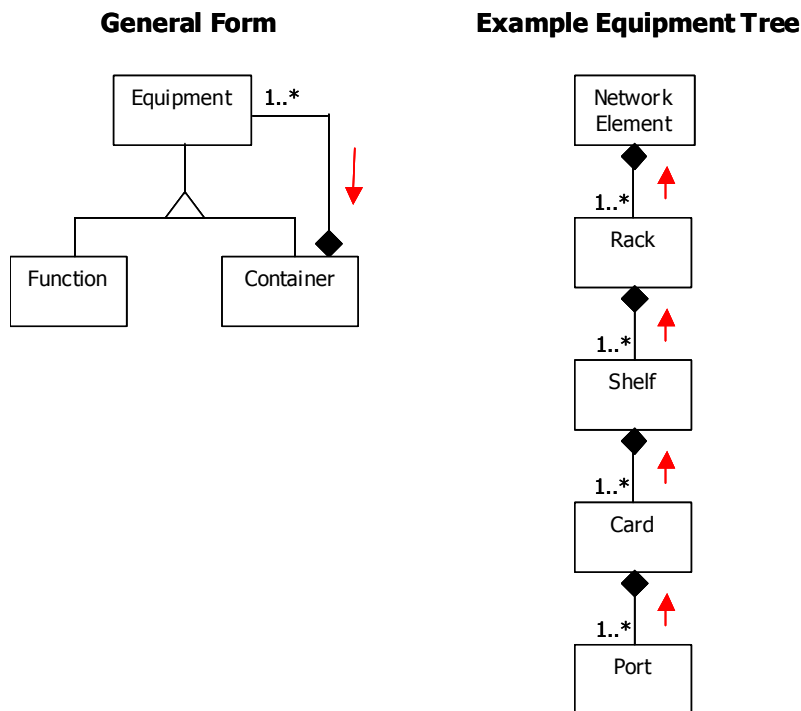 General Form
Equipment
1..*
Function
Container
Example Equipment Tree
Network
Element
1..*
Rack
1..*
Shelf
1..*
Card
1..*
Port